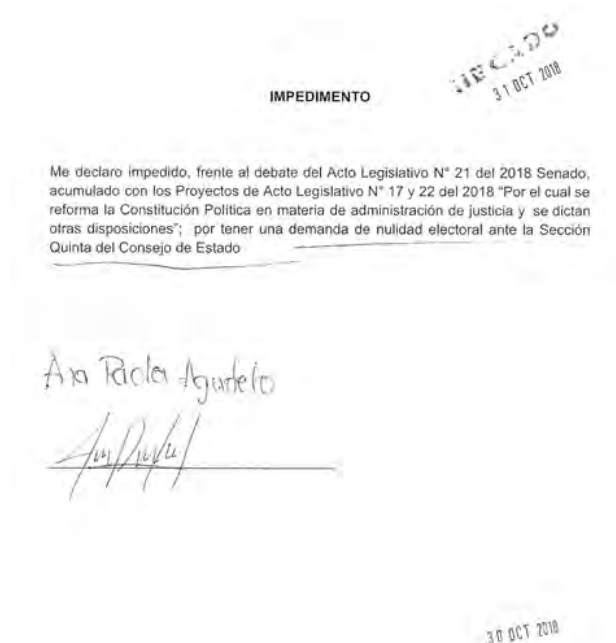 31 OCT 2018
IMPEDIMENTO
Me declaro impedido, frente al debate del Acto Legislativo N° 21 del 2018 Senado,
acumulado con los Proyectos de Acto Legislativo N° 17 y 22 del 2018 "Por el cual se
reforma la Constitución Política en materia de administración de justicia y se dictan
otras disposiciones"; por tener una demanda de nulidad electoral ante la Sección
Quinta del Consejo de Estado
Ana Paola Agudelo
30 OCT 2018